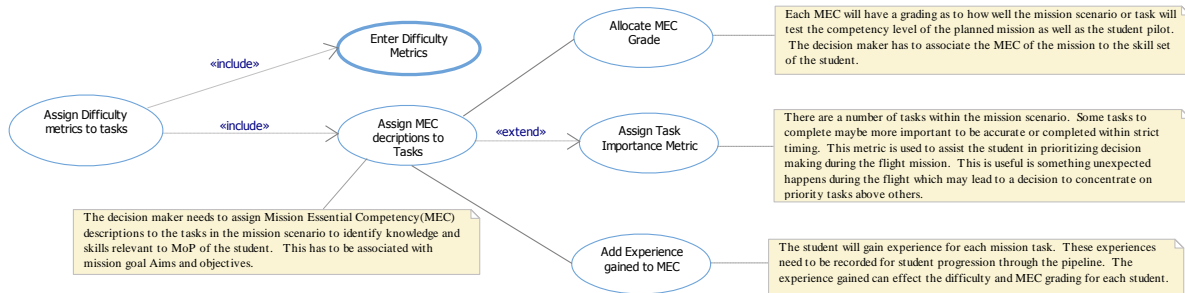 Enter Difficulty
Metrics
«include»
Assign Difficulty
metrics to tasks
«include»
Assign MEC
decriptions to
Tasks
Allocate MEC
Grade
Each MEC will have a grading as to how well the mission scenario or task will
test the competency level of the planned mission as well as the student pilot.
The decision maker has to associate the MEC of the mission to the skill set
of the student.
«extend»
Assign Task
Importance Metric
There are a number of tasks within the mission scenario. Some tasks to
complete maybe more important to be accurate or completed within strict
timing. This metric is used to assist the student in prioritizing decision
making during the flight mission. This is useful is something unexpected
happens during the flight which may lead to a decision to concentrate on
priority tasks above others.
The decision maker needs to assign Mission Essential Competency(MEC)
descriptions to the tasks in the mission scenario to identify knowledge and
skills relevant to MoP of the student. This has to be associated with
mission goal Aims and objectives.
Add Experience
gained to MEC
The student will gain experience for each mission task. These experiences
need to be recorded for student progression through the pipeline. The
experience gained can effect the difficulty and MEC grading for each student.